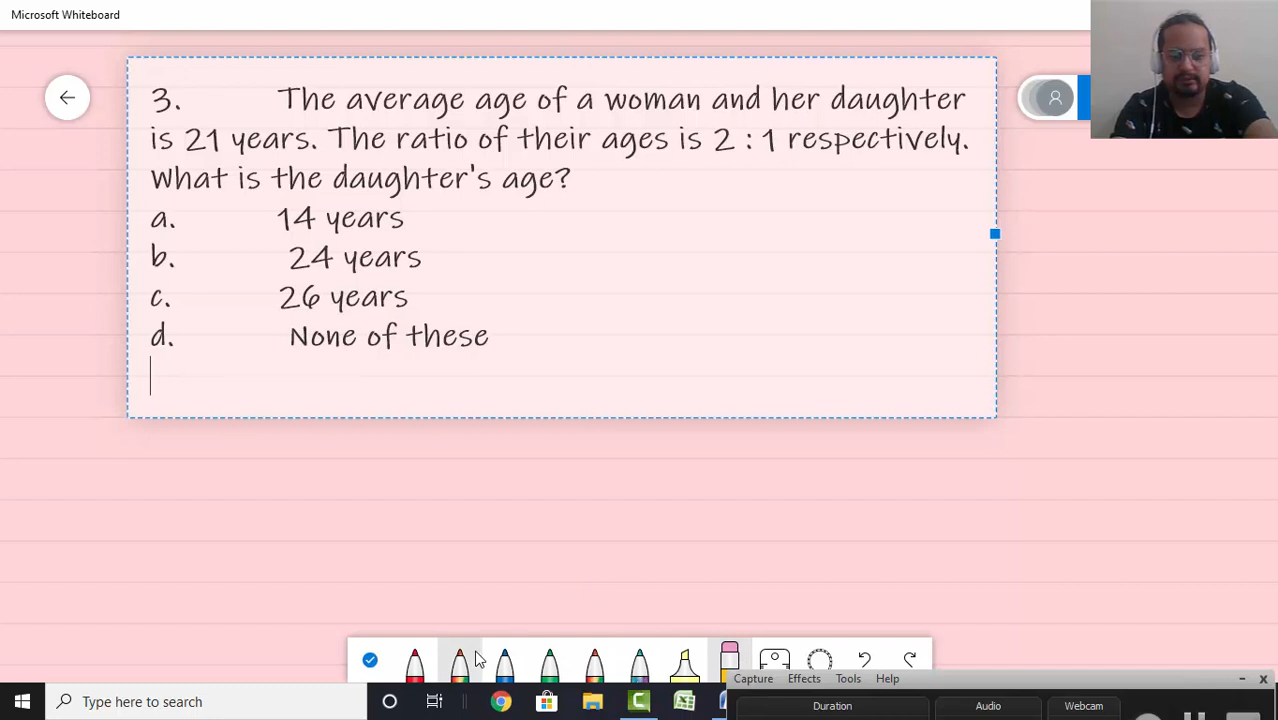 Microsoft Whiteboard
3. The average age of a woman and her daughter
is 21 years. The ratio of their ages is 2 : 1 respectively.
What is the daughter's age?
a. 14 years
b. 24 years
c. 26 years
d. None of these
Capture Effects Tools Help
Type here to search
Duration Audio Webcam